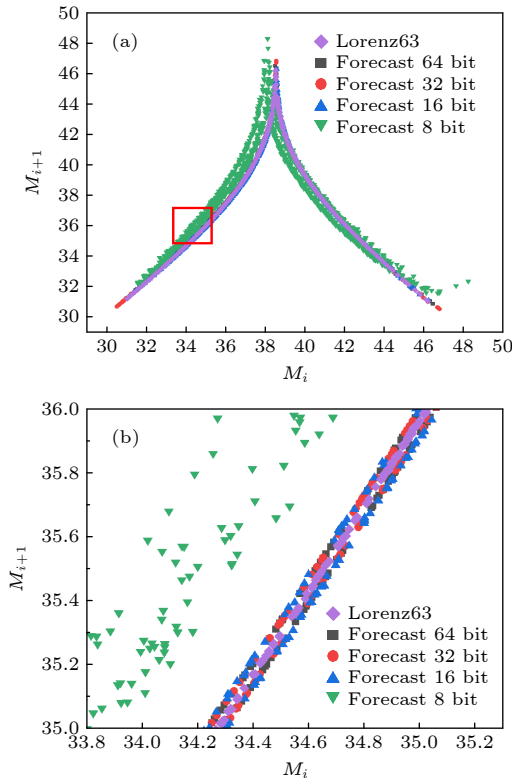 (a)
Lorenz63
Forecast 64 bit
Forecast 32 bit
Forecast 16 bit
Forecast 8 bit
50
48
46
44
42
40
38
36
34
32
30
M_{i+1}
30 32 34 36 38 40 42 44 46 48 50
M_i
(b)
36.0
35.8
35.6
35.4
35.2
35.0
M_{i+1}
Lorenz63
Forecast 64 bit
Forecast 32 bit
Forecast 16 bit
Forecast 8 bit
33.8 34.0 34.2 34.4 34.6 34.8 35.0 35.2
M_i